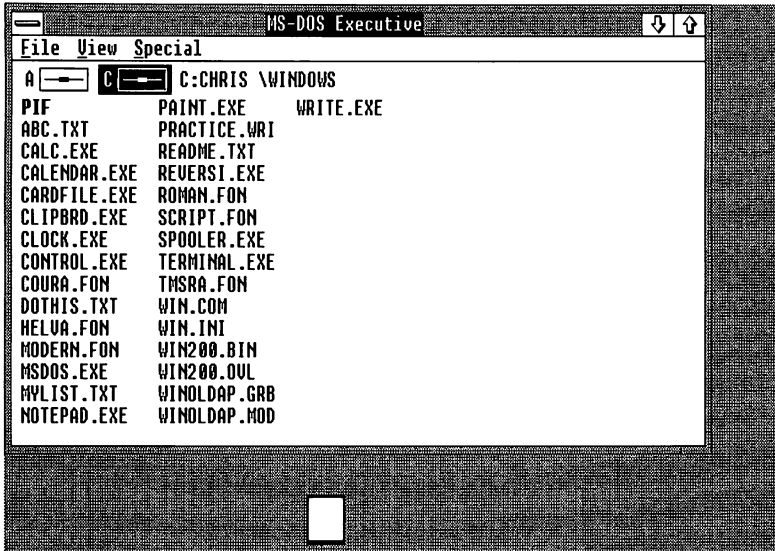 MS-DOS Executive
File View Special
A C C:CHRIS \WINDOWS
PIF PAINT.EXE WRITE.EXE
ABC.TXT PRACTICE.WRI
CALC.EXE README.TXT
CALENDAR.EXE REVERSI.EXE
CARDFILE.EXE ROMAN.FON
CLIPBRD.EXE SCRIPT.FON
CLOCK.EXE SPOOLER.EXE
CONTROL.EXE TERMINAL.EXE
COURA.FON TMSRA.FON
DOTHIS.TXT WIN.COM
HELVA.FON WIN.INI
MODERN.FON WIN200.BIN
MSDOS.EXE WIN200.OVL
MYLIST.TXT WINOLDAP.GRB
NOTEPAD.EXE WINOLDAP.MOD